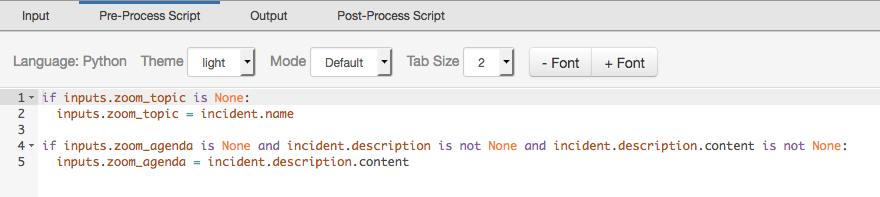 Input Pre-Process Script Output Post-Process Script
Language: Python Theme light Mode Default Tab Size 2 - Font + Font
1 if inputs.zoom_topic is None:
2 inputs.zoom_topic = incident.name
3
4 if inputs.zoom_agenda is None and incident.description is not None and incident.description.content is not None:
5 inputs.zoom_agenda = incident.description.content